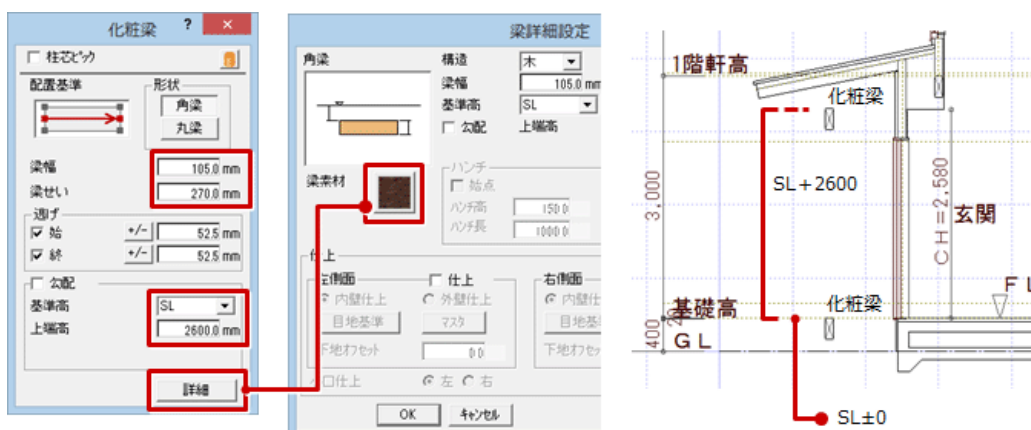 化粧梁
?
×
柱芯ピック
配置基準
形状
角梁
丸梁
梁幅
105.0 mm
梁せい
270.0 mm
逃げ
始
+/-
52.5 mm
終
+/-
52.5 mm
勾配
基準高
SL
上端高
2600.0 mm
詳細
梁詳細設定
角梁
構造
木
梁幅
105.0 mm
基準高
SL
勾配
上端高
梁素材
ハンチ
始点
ハンチ高
150.0
ハンチ長
1000.0
仕上
左側面
仕上
内壁仕上
外壁仕上
目地基準
マスタ
下地オフセット
0.0
右側面
内壁仕
目地基
下地オフセ
口仕上
左
右
OK
キャンセル
1階軒高
化粧梁
SL+2600
3,000
CH=2,580
玄関
FL
基礎高
化粧梁
400
20
GL
SL±0